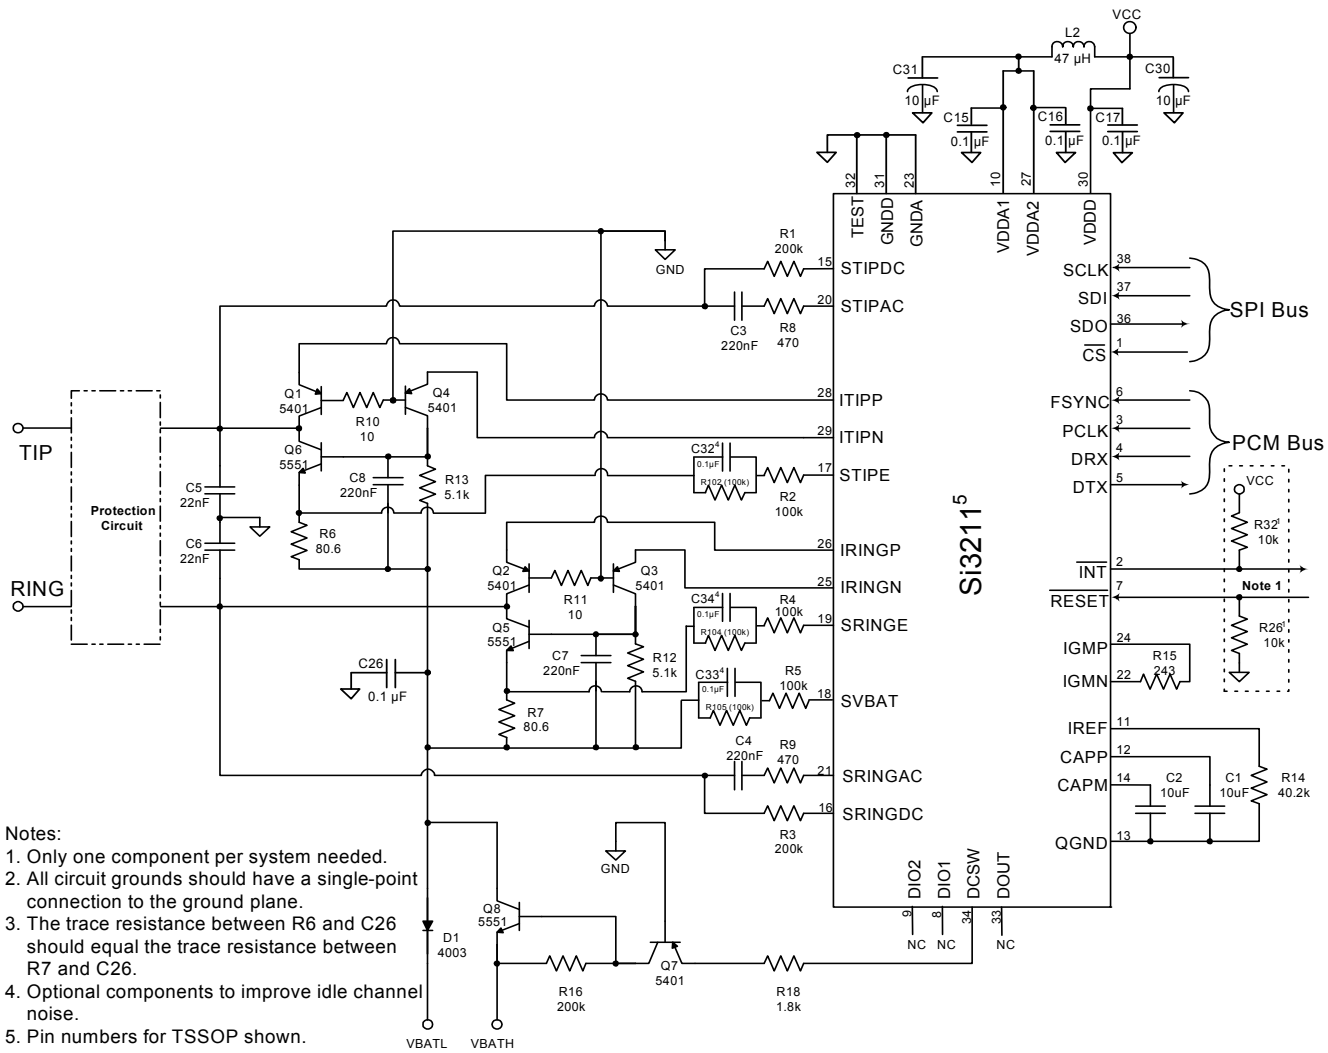 VCC
L2
47 µH
C31
10 µF
C30
10 µF
C15
0.1 µF
C16
0.1 µF
C17
0.1 µF
32
31
23
10
27
30
TEST
GNDD
GNDA
VDDA1
VDDA2
VDDD
GND
R1
200k
15
STIPDC
20
STIPAC
C3
220nF
R8
470
SCLK
38
SDI
37
SDO
36
CS
1
SPI Bus
Q1
5401
R10
10
Q4
5401
28
ITIPP
29
ITIPN
FSYNC
6
PCLK
3
DRX
4
DTX
5
PCM Bus
TIP
Q6
5551
C8
220nF
R13
5.1k
C32⁴
0.1µF
R102 (100k)
R2
100k
17
STIPE
VCC
R32¹
10k
C5
22nF
Protection
Circuit
C6
22nF
R6
80.6
Si3211⁵
26
IRINGP
25
IRINGN
INT
2
RESET
7
Note 1
R26¹
10k
RING
Q2
5401
R11
10
Q3
5401
C34⁴
0.1µF
R104 (100k)
R4
100k
19
SRINGE
Q5
5551
C7
220nF
R12
5.1k
IGMP
24
IGMN
22
R15
243
C26
0.1 µF
C33⁴
0.1µF
R105 (100k)
R5
100k
18
SVBAT
R7
80.6
IREF
11
CAPP
12
CAPM
14
QGND
13
C2
10uF
C1
10uF
R14
40.2k
C4
220nF
R9
470
21
SRINGAC
16
SRINGDC
R3
200k
GND
DIO2
DIO1
DCSW
DOUT
9
8
34
33
NC
NC
NC
Q8
5551
D1
4003
R16
200k
Q7
5401
R18
1.8k
VBATL
VBATH
Notes:
1. Only one component per system needed.
2. All circuit grounds should have a single-point
connection to the ground plane.
3. The trace resistance between R6 and C26
should equal the trace resistance between
R7 and C26.
4. Optional components to improve idle channel
noise.
5. Pin numbers for TSSOP shown.